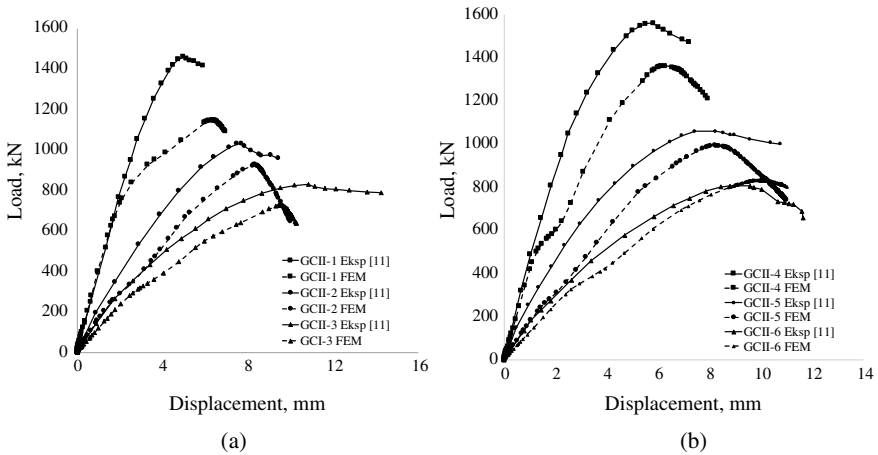 1600
1400
1200
1000
800
600
400
200
0
0 4 8 12 16
Load, kN
Displacement, mm
GCII-1 Eksp [11]
GCII-1 FEM
GCII-2 Eksp [11]
GCII-2 FEM
GCII-3 Eksp [11]
GCI-3 FEM
(a)
1600
1400
1200
1000
800
600
400
200
0
0 2 4 6 8 10 12 14
Load, kN
Displacement, mm
GCII-4 Eksp [11]
GCII-4 FEM
GCII-5 Eksp [11]
GCII-5 FEM
GCII-6 Eksp [11]
GCII-6 FEM
(b)